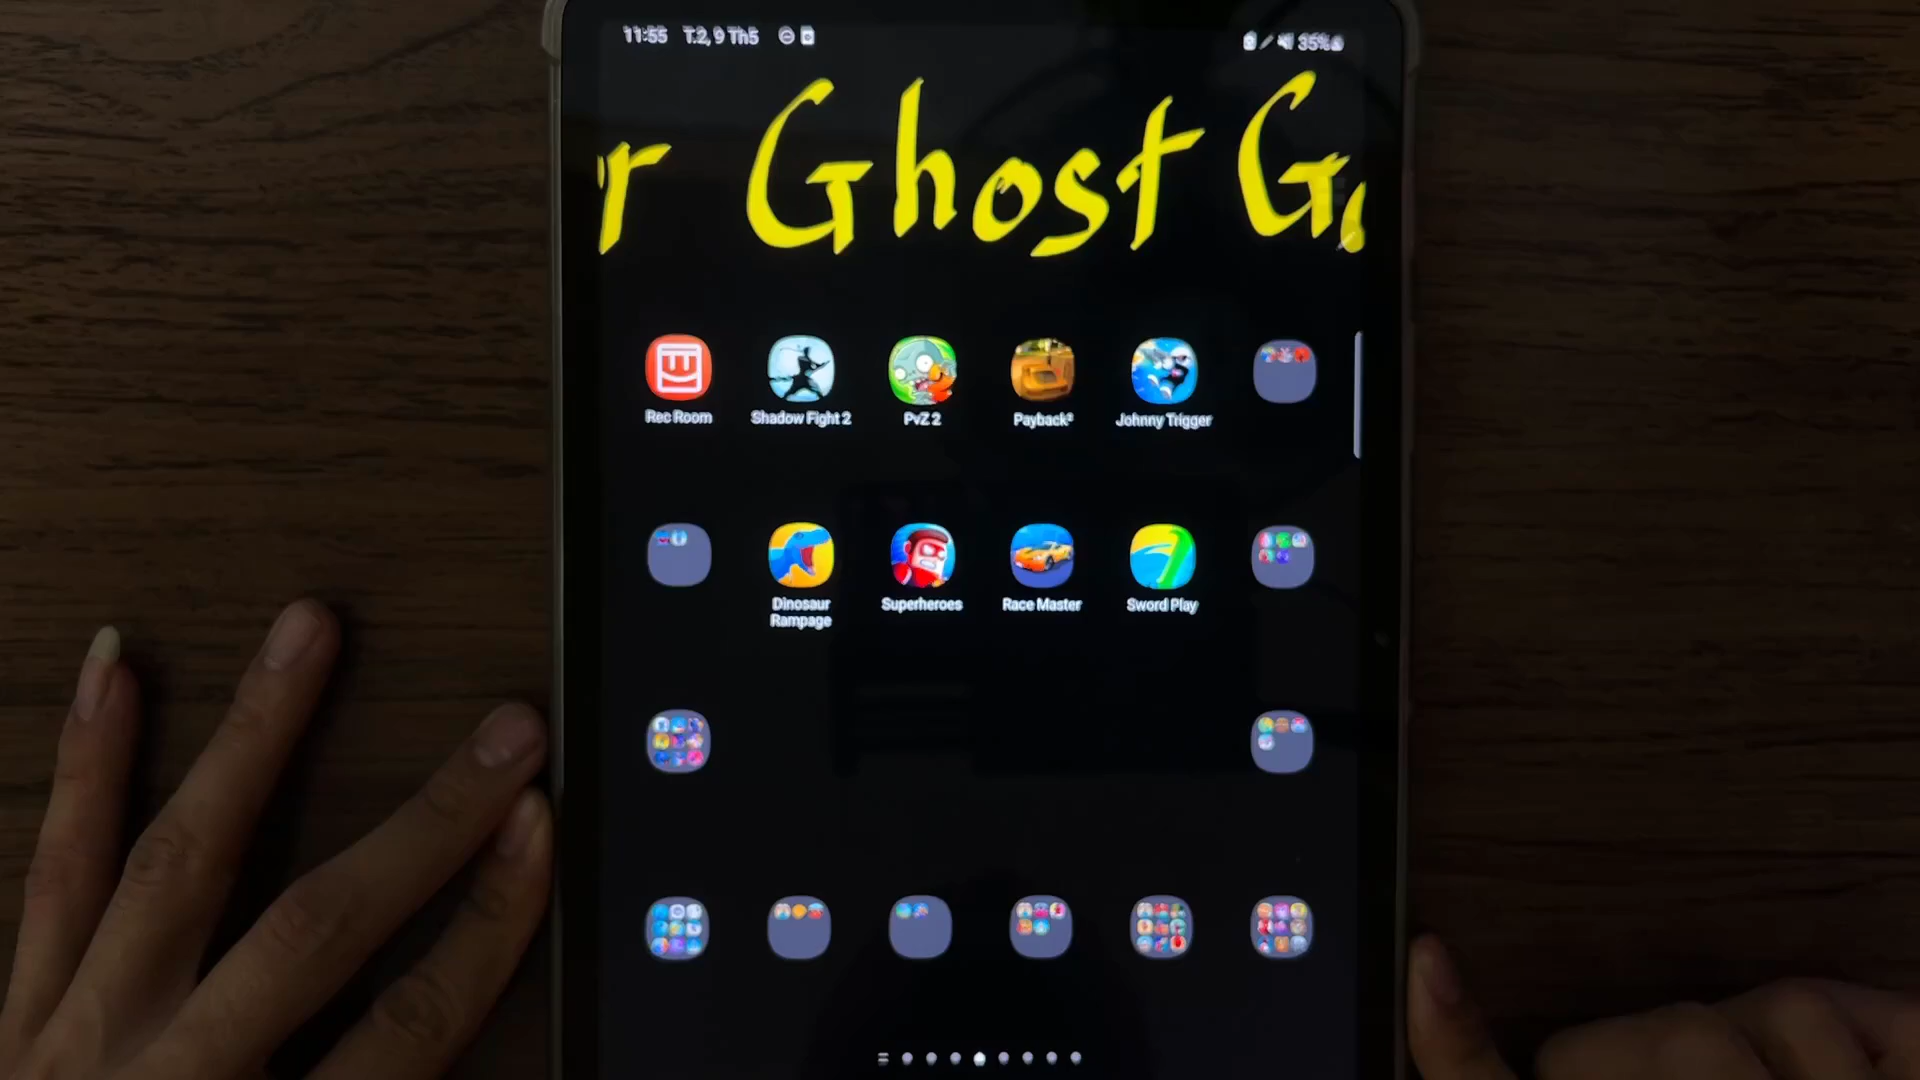 11:55 T.2, 9 Th5 35%
r Ghost G
Rec Room Shadow Fight 2 PvZ 2 Payback² Johnny Trigger
Dinosaur Rampage Superheroes Race Master Sword Play